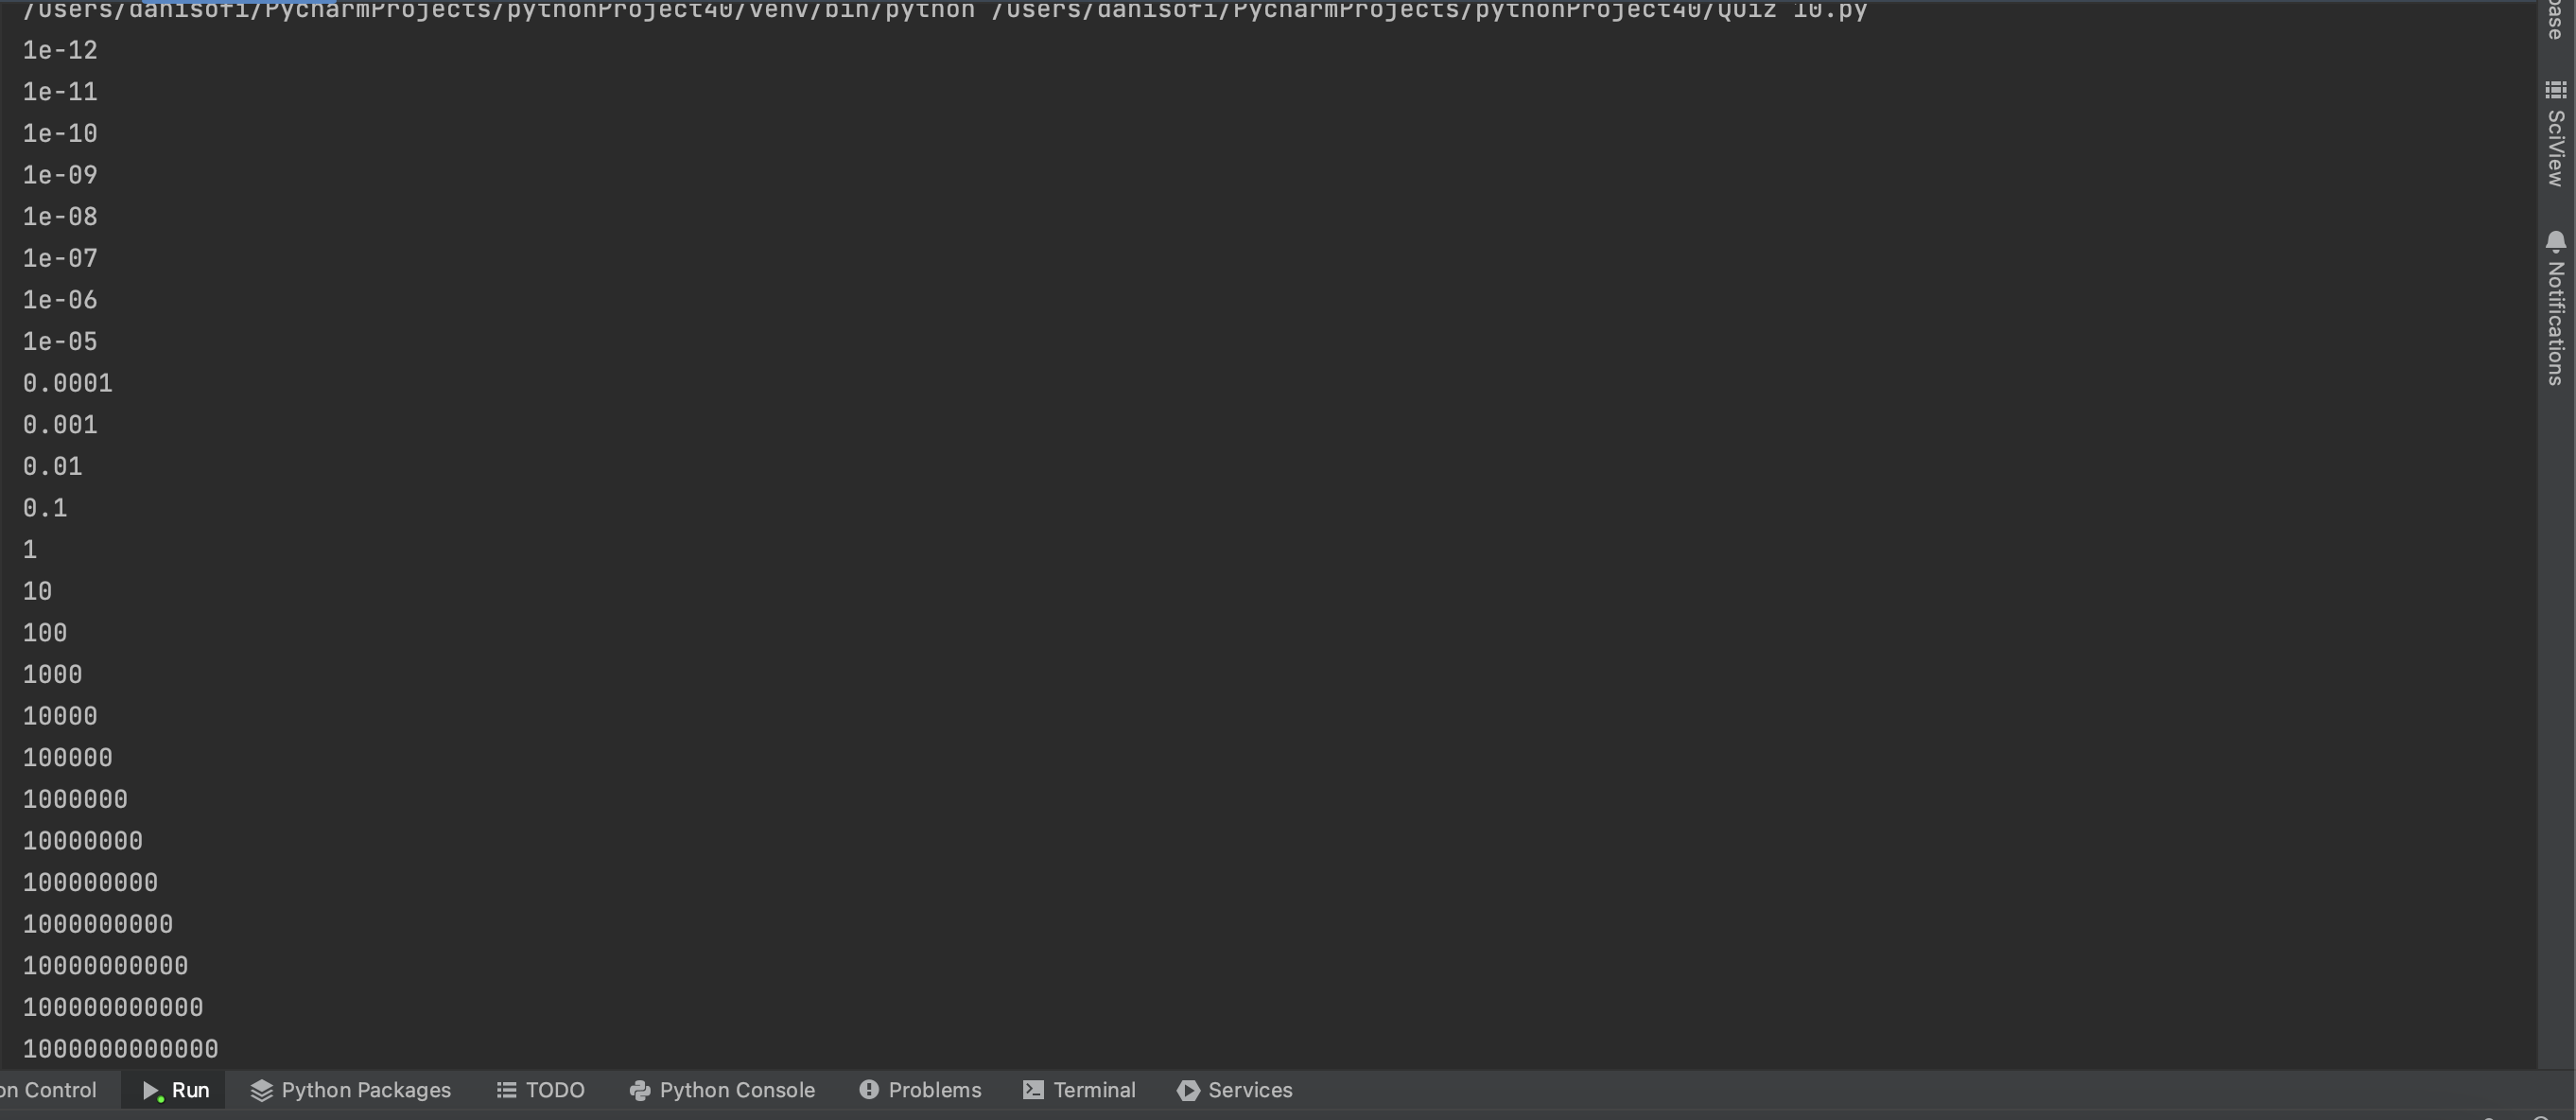 /Users/danisofi/PycharmProjects/pythonProject40/venv/bin/python /Users/danisofi/PycharmProjects/pythonProject40/Quiz 10.py
1e-12
1e-11
1e-10
1e-09
1e-08
1e-07
1e-06
1e-05
0.0001
0.001
0.01
0.1
1
10
100
1000
10000
100000
1000000
10000000
100000000
1000000000
10000000000
100000000000
1000000000000
base
SciView
Notifications
on Control Run Python Packages TODO Python Console Problems Terminal Services